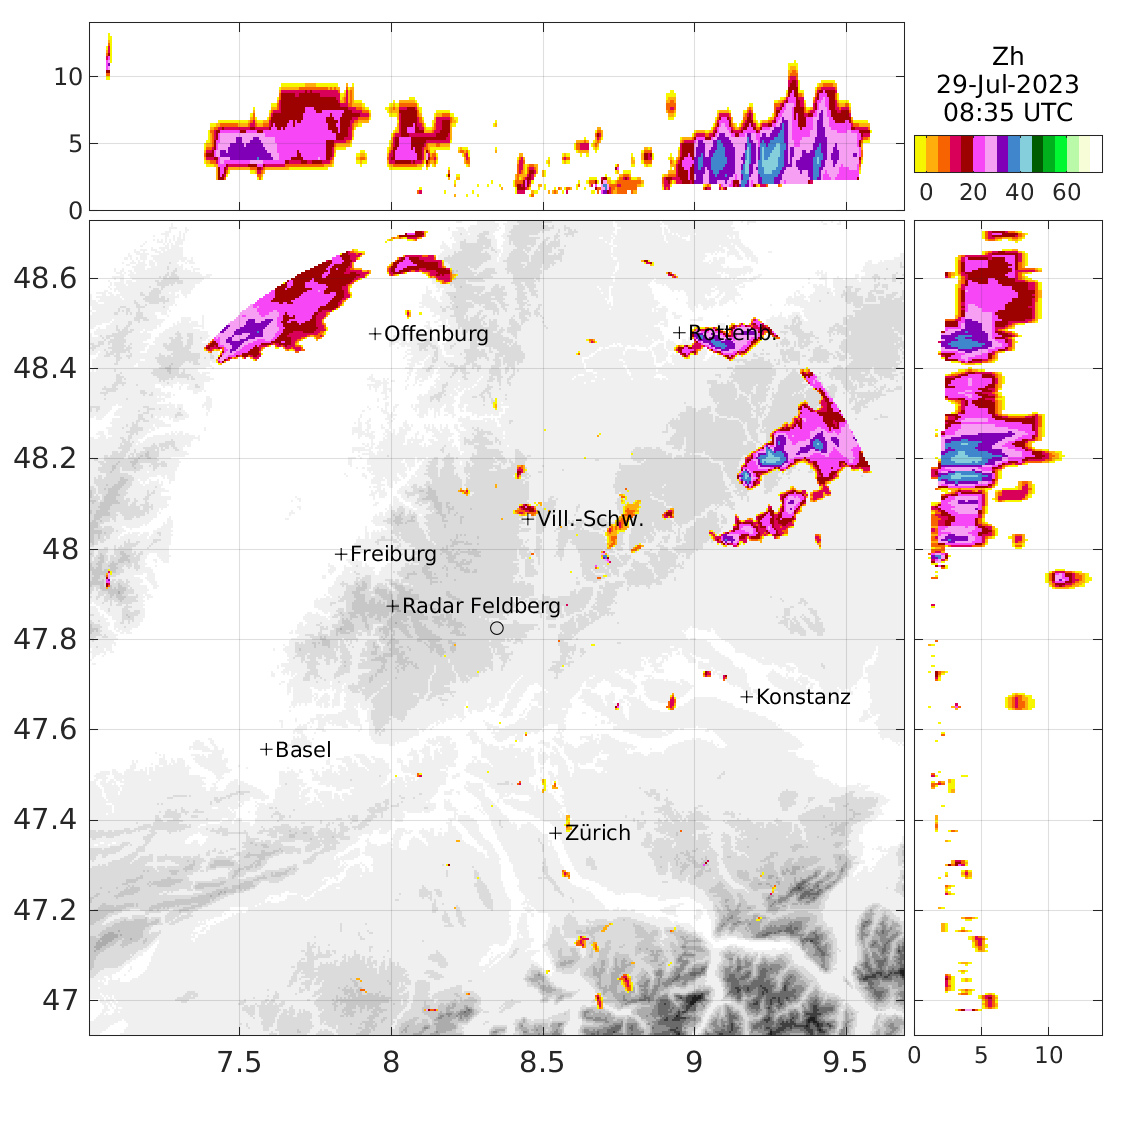 Zh
29-Jul-2023
08:35 UTC
10
5
0
0 20 40 60
48.6
48.4
48.2
48
47.8
47.6
47.4
47.2
47
+Offenburg
+Rottenb.
+Vill.-Schw.
+Freiburg
+Radar Feldberg
+Konstanz
+Basel
+Zürich
7.5 8 8.5 9 9.5
0 5 10